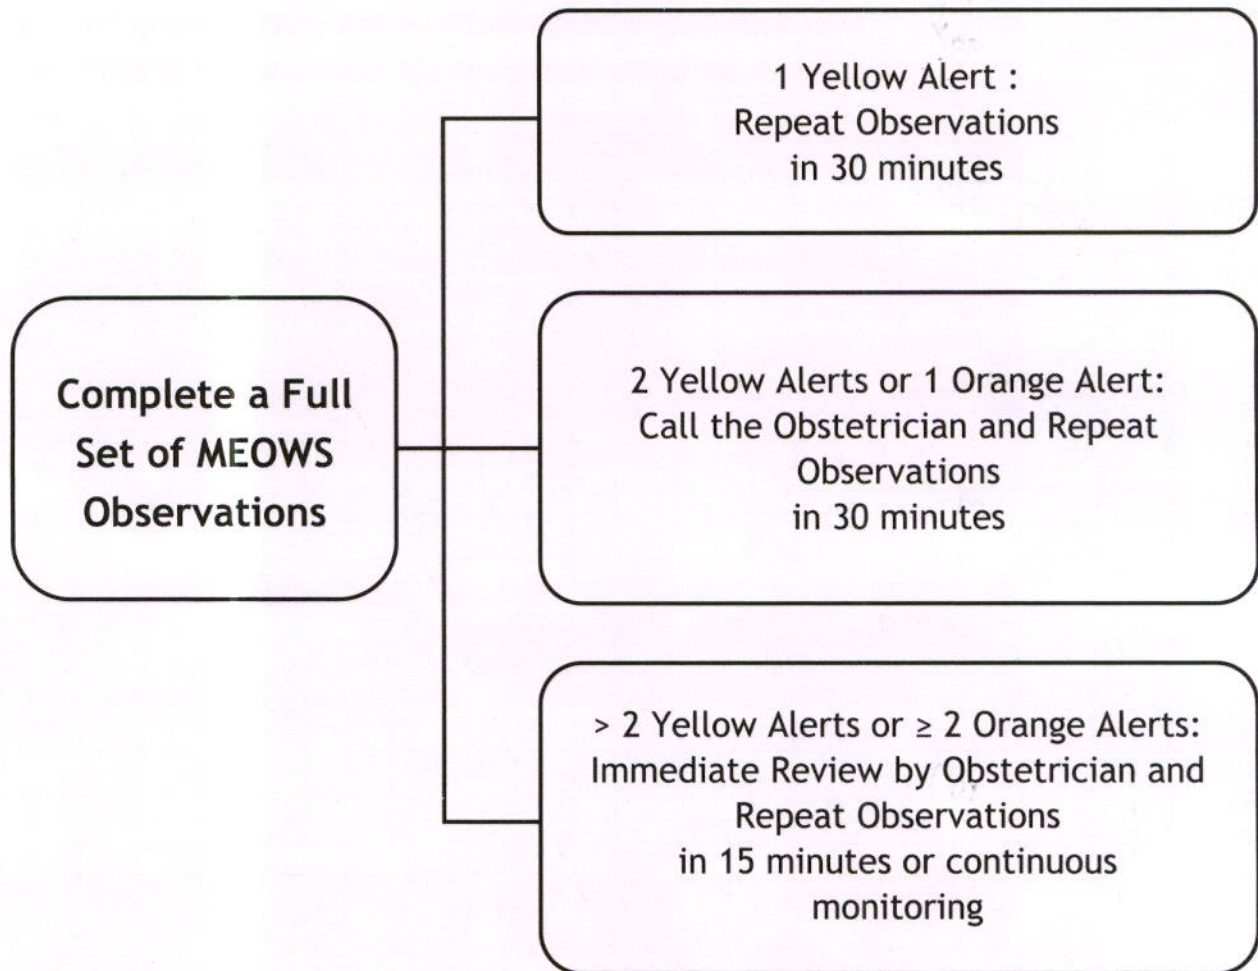 1 Yellow Alert :
Repeat Observations
in 30 minutes
Complete a Full
Set of MEOWS
Observations
2 Yellow Alerts or 1 Orange Alert:
Call the Obstetrician and Repeat
Observations
in 30 minutes
> 2 Yellow Alerts or ≥ 2 Orange Alerts:
Immediate Review by Obstetrician and
Repeat Observations
in 15 minutes or continuous
monitoring